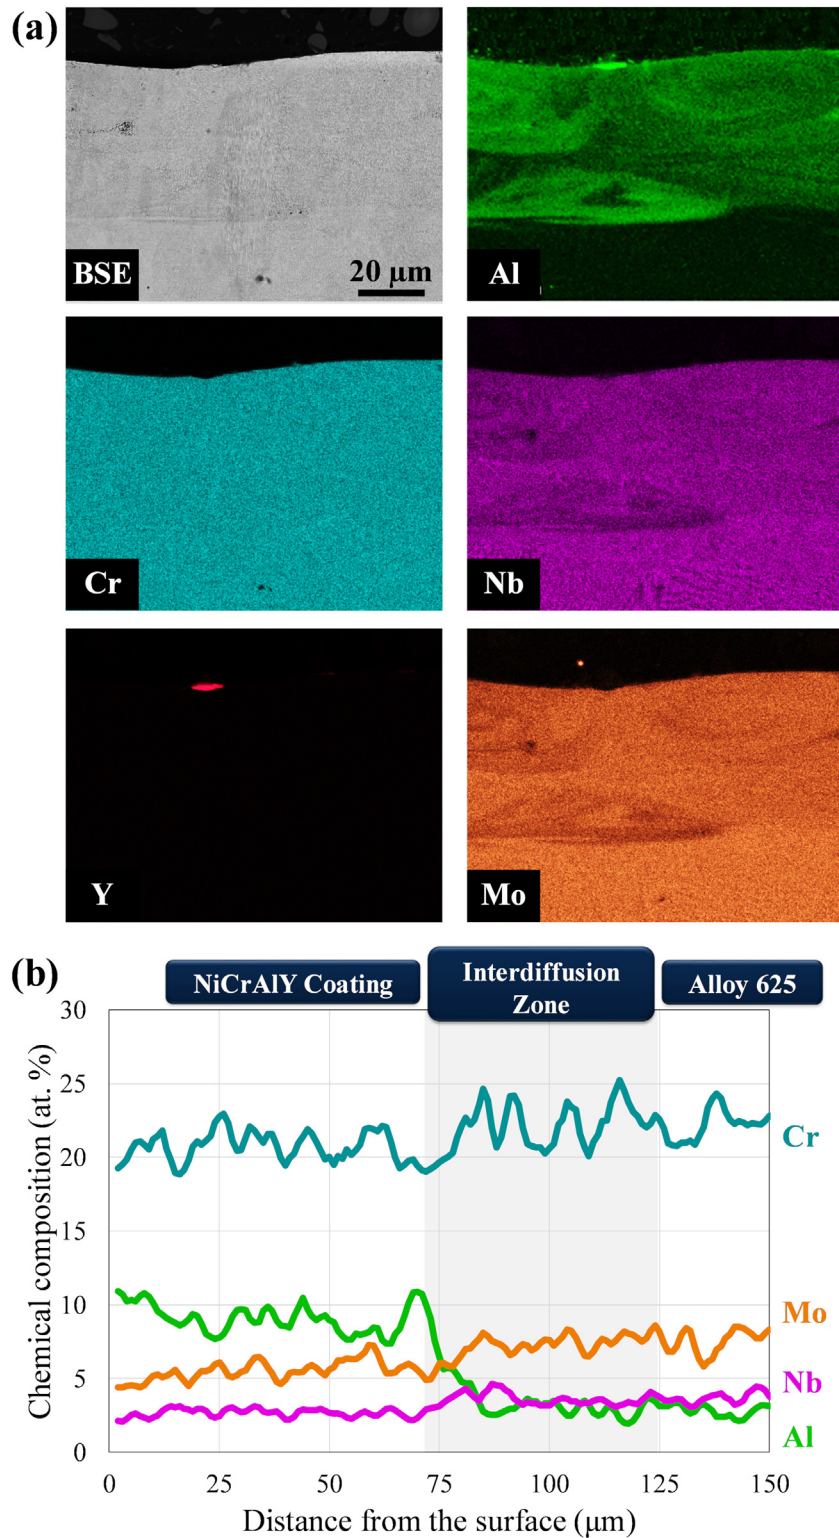 (a)
BSE
20 μm
Al
Cr
Nb
Y
Mo
(b)
NiCrAlY Coating
Interdiffusion
Zone
Alloy 625
30
25
20
15
10
5
0
Chemical composition (at. %)
Cr
Mo
Nb
Al
0
25
50
75
100
125
150
Distance from the surface (μm)